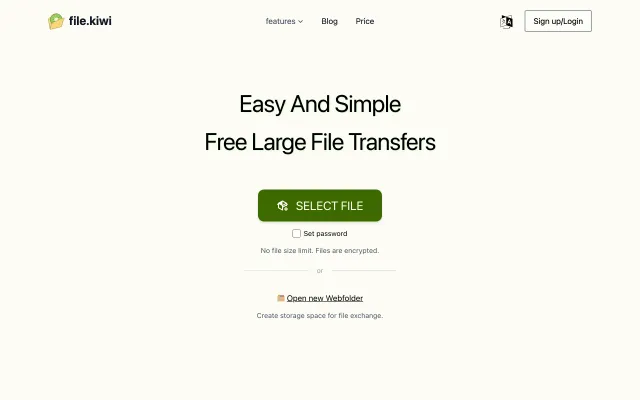 file.kiwi
features
Blog
Price
Sign up/Login
Easy And Simple
Free Large File Transfers
SELECT FILE
Set password
No file size limit. Files are encrypted.
or
Open new Webfolder
Create storage space for file exchange.